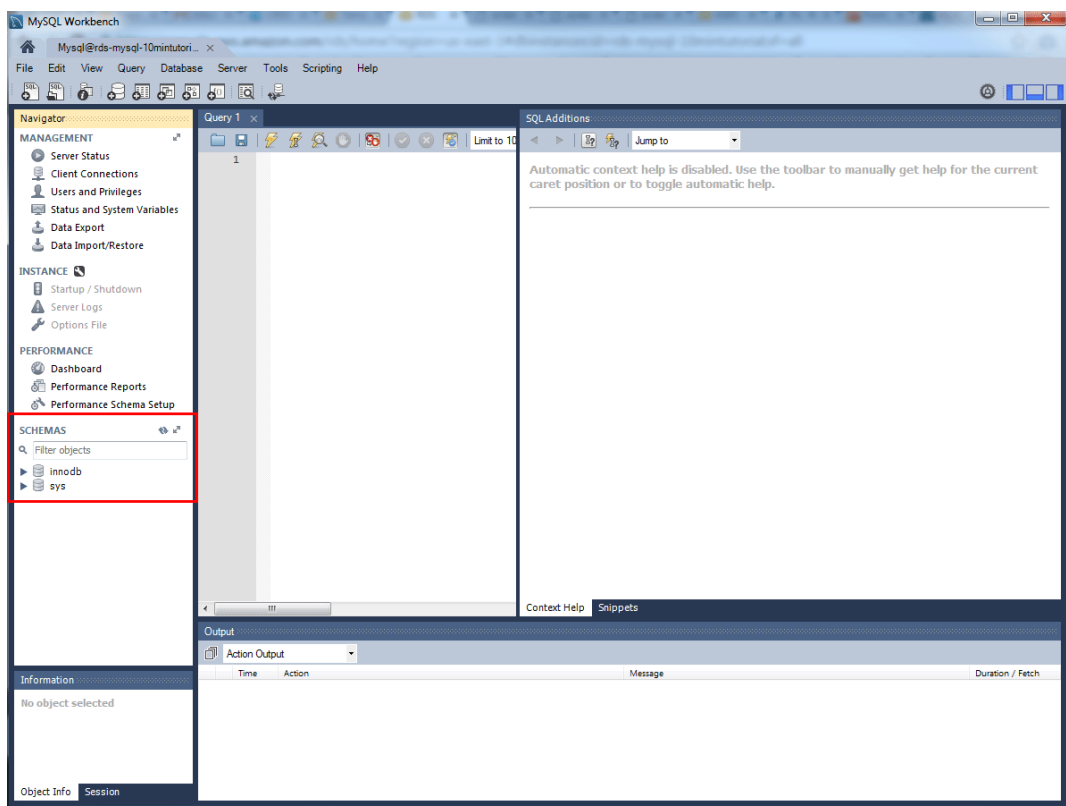 MySQL Workbench
Mysql@rds-mysql-10mintutori... ×
File Edit View Query Database Server Tools Scripting Help
Navigator
MANAGEMENT
Server Status
Client Connections
Users and Privileges
Status and System Variables
Data Export
Data Import/Restore
INSTANCE
Startup / Shutdown
Server Logs
Options File
PERFORMANCE
Dashboard
Performance Reports
Performance Schema Setup
SCHEMAS
Filter objects
innodb
sys
Query 1 ×
Limit to 10
1
SQL Additions
Jump to
Automatic context help is disabled. Use the toolbar to manually get help for the current
caret position or to toggle automatic help.
Context Help Snippets
Output
Action Output
Time Action Message Duration / Fetch
Information
No object selected
Object Info Session